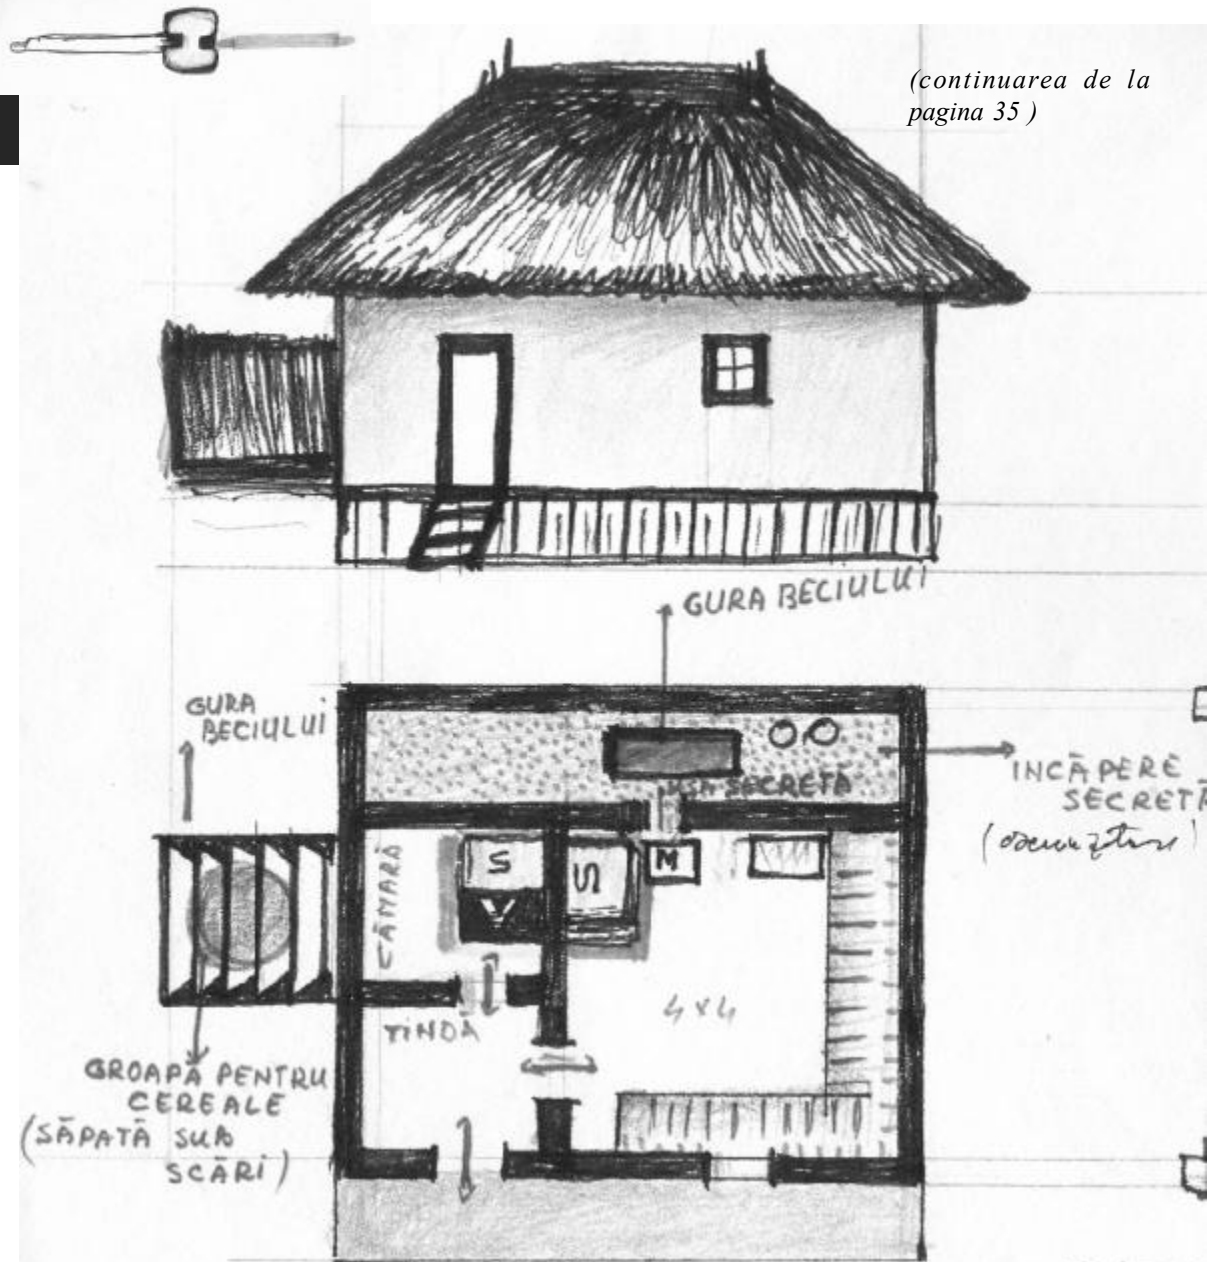 (continuarea de la
pagina 35 )
GURA BECIULUI
GURA
BECIULUI
UȘA SECRETĂ
INCĂPERE
SECRETĂ
CĂMARĂ
S
V
S
M
4x4
TINDĂ
GROAPĂ PENTRU
CEREALE
(SĂPATĂ SUB
SCĂRI)